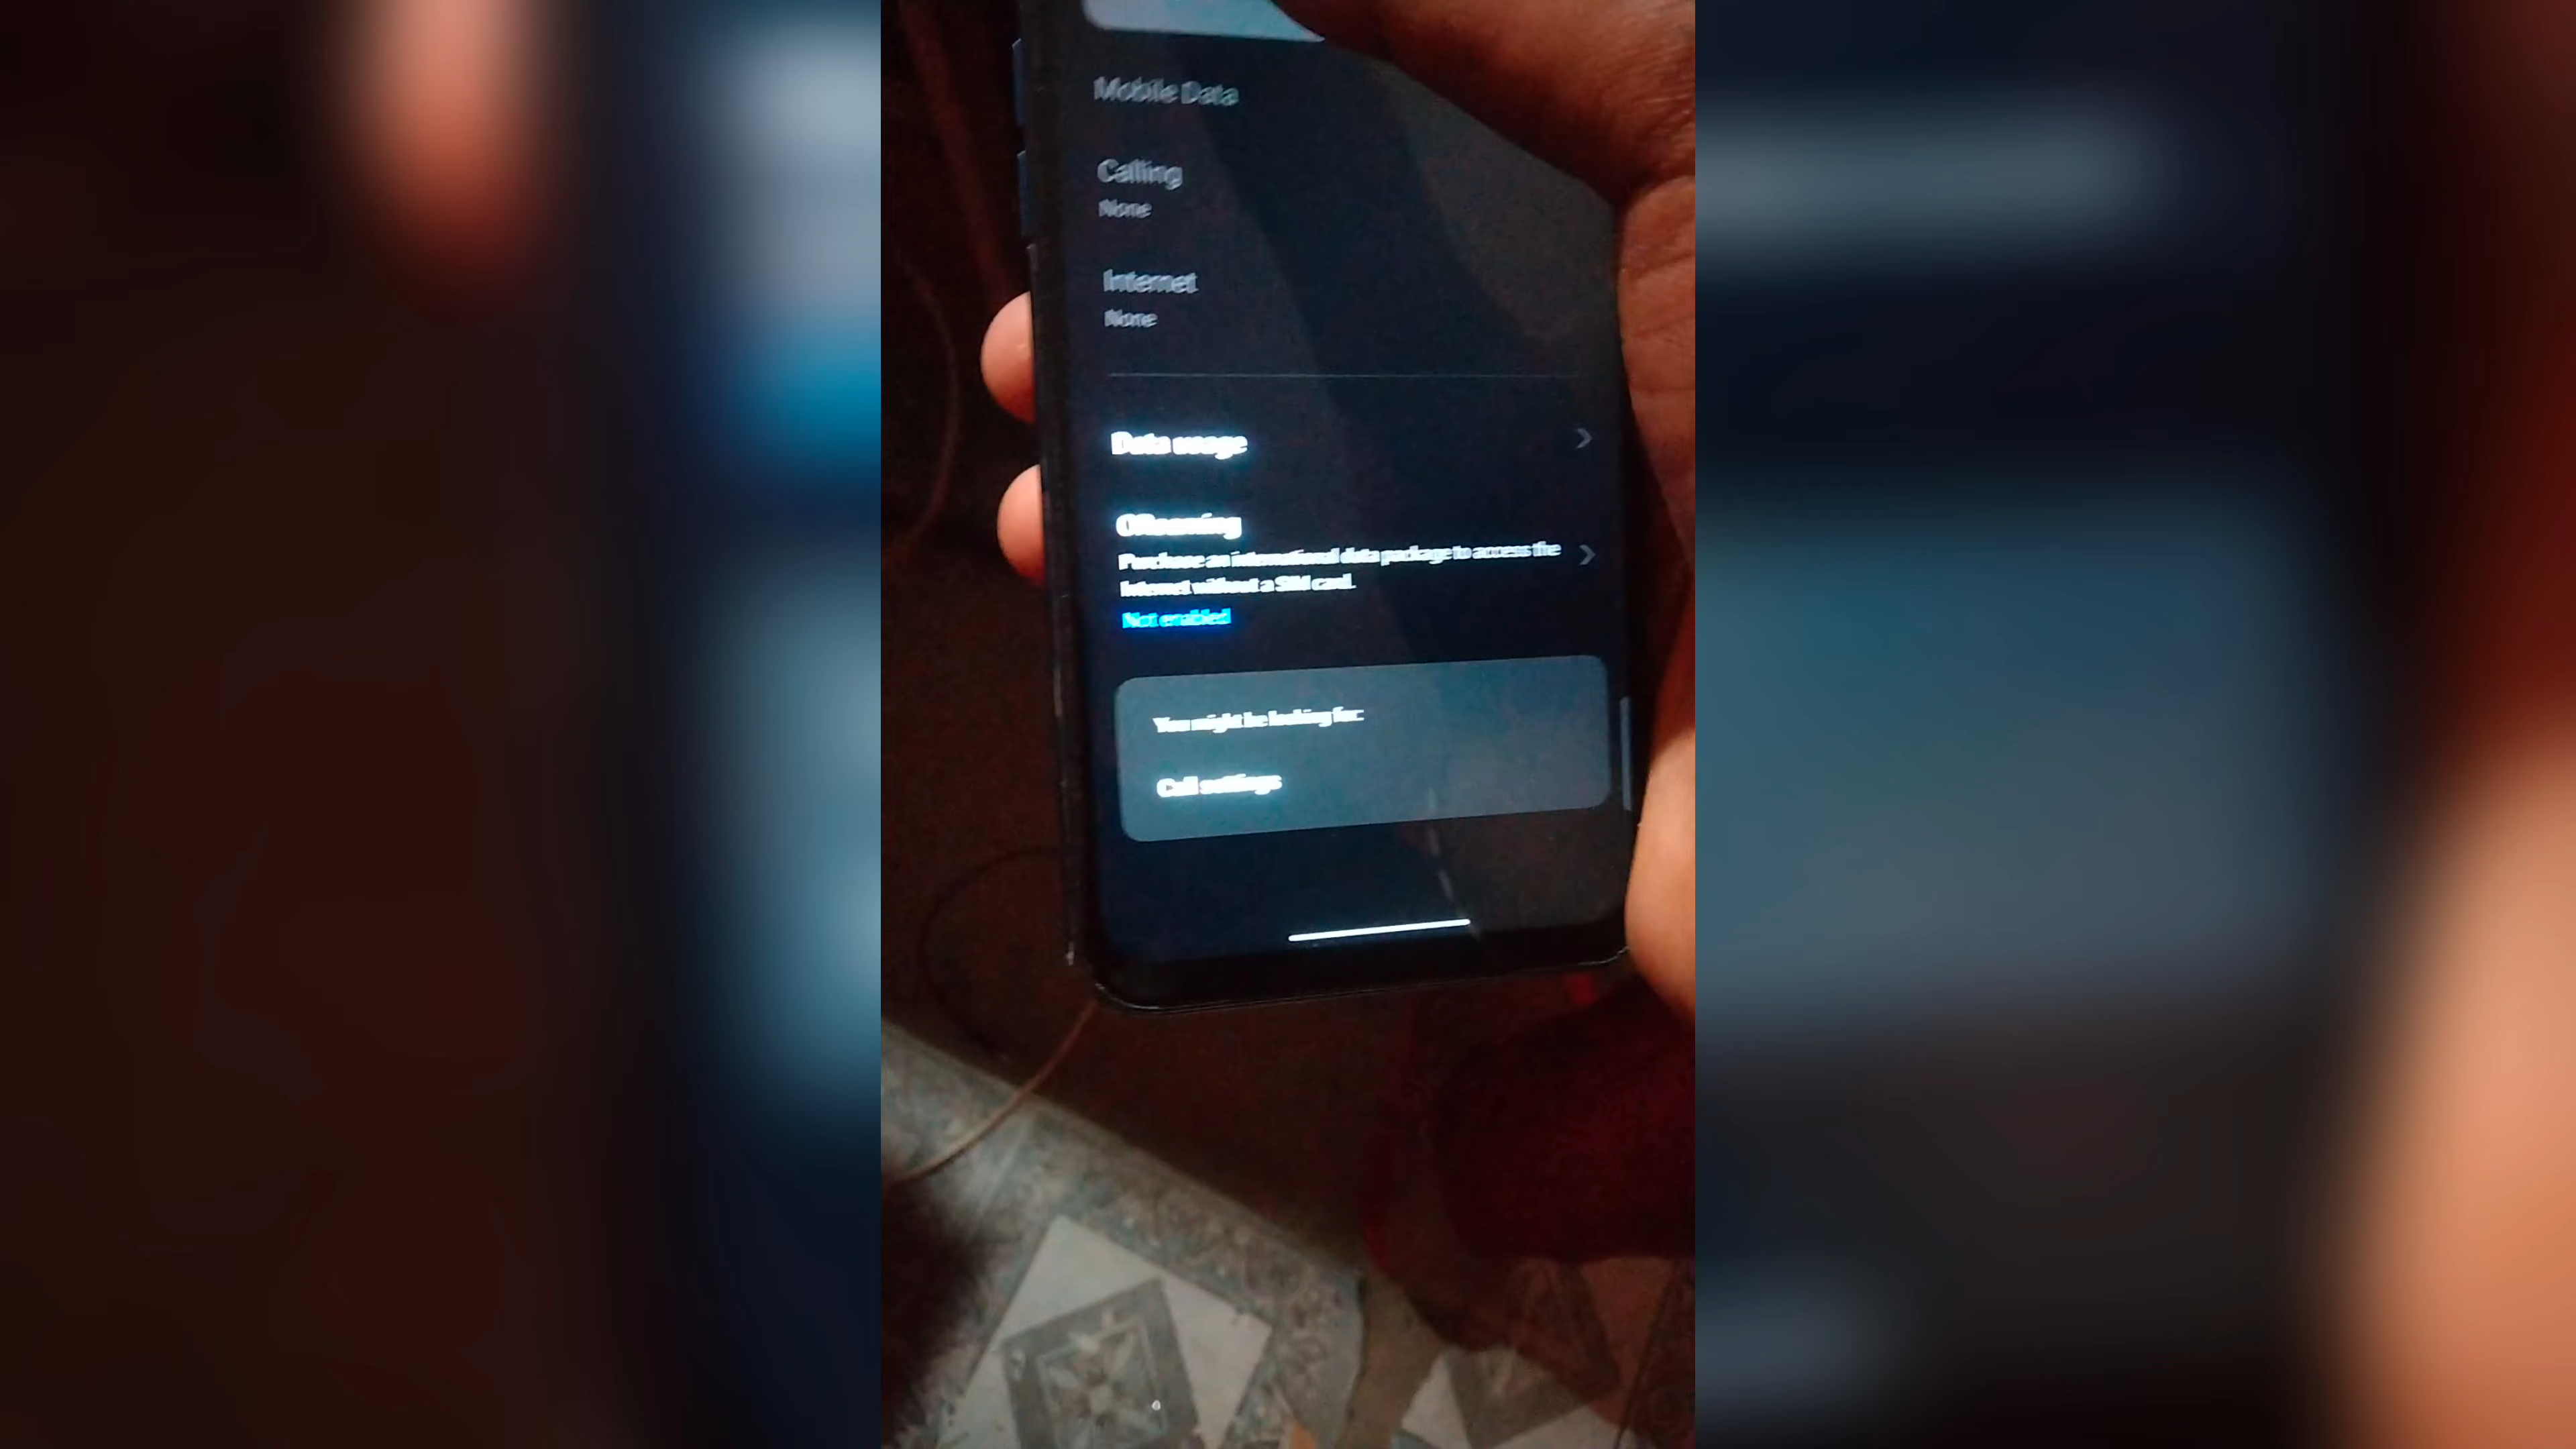 Mobile Data
Calling
None
Internet
None
Data usage
ORoaming
Purchase an international data package to access the
Internet without a SIM card.
Not enabled
You might be looking for:
Call settings